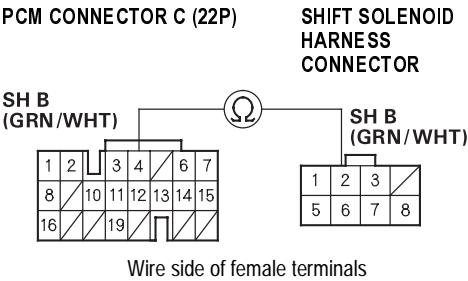 PCM CONNECTOR C (22P)
SHIFT SOLENOID
HARNESS
CONNECTOR
SH B
(GRN/WHT)
Ω
SH B
(GRN/WHT)
1 2 3 4 6 7
8 10 11 12 13 14 15
16 19
1 2 3
5 6 7 8
Wire side of female terminals